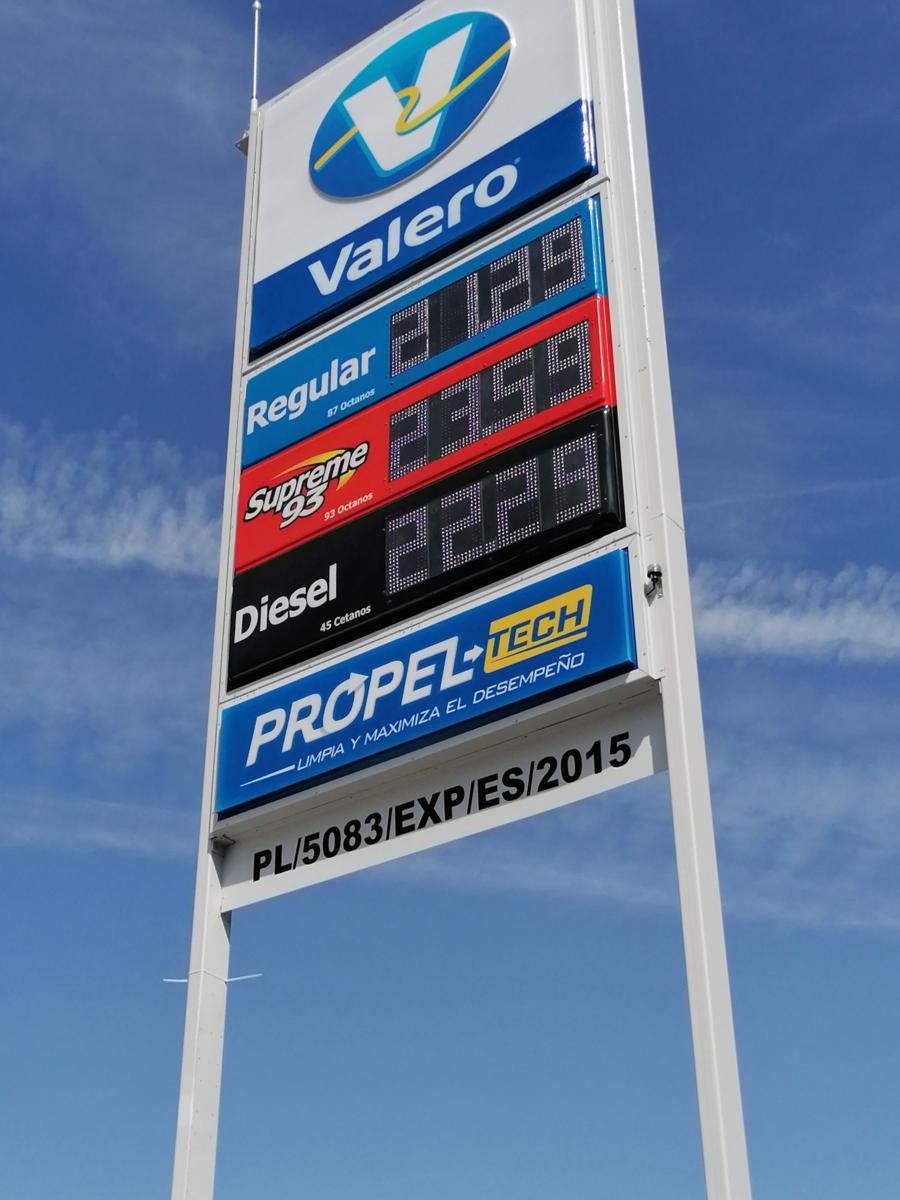 V
Valero
Regular
87 Octanos
21.29
Supreme
93
93 Octanos
23.59
Diesel
45 Cetanos
22.29
PROPEL TECH
LIMPIA Y MAXIMIZA EL DESEMPEÑO
PL/5083/EXP/ES/2015